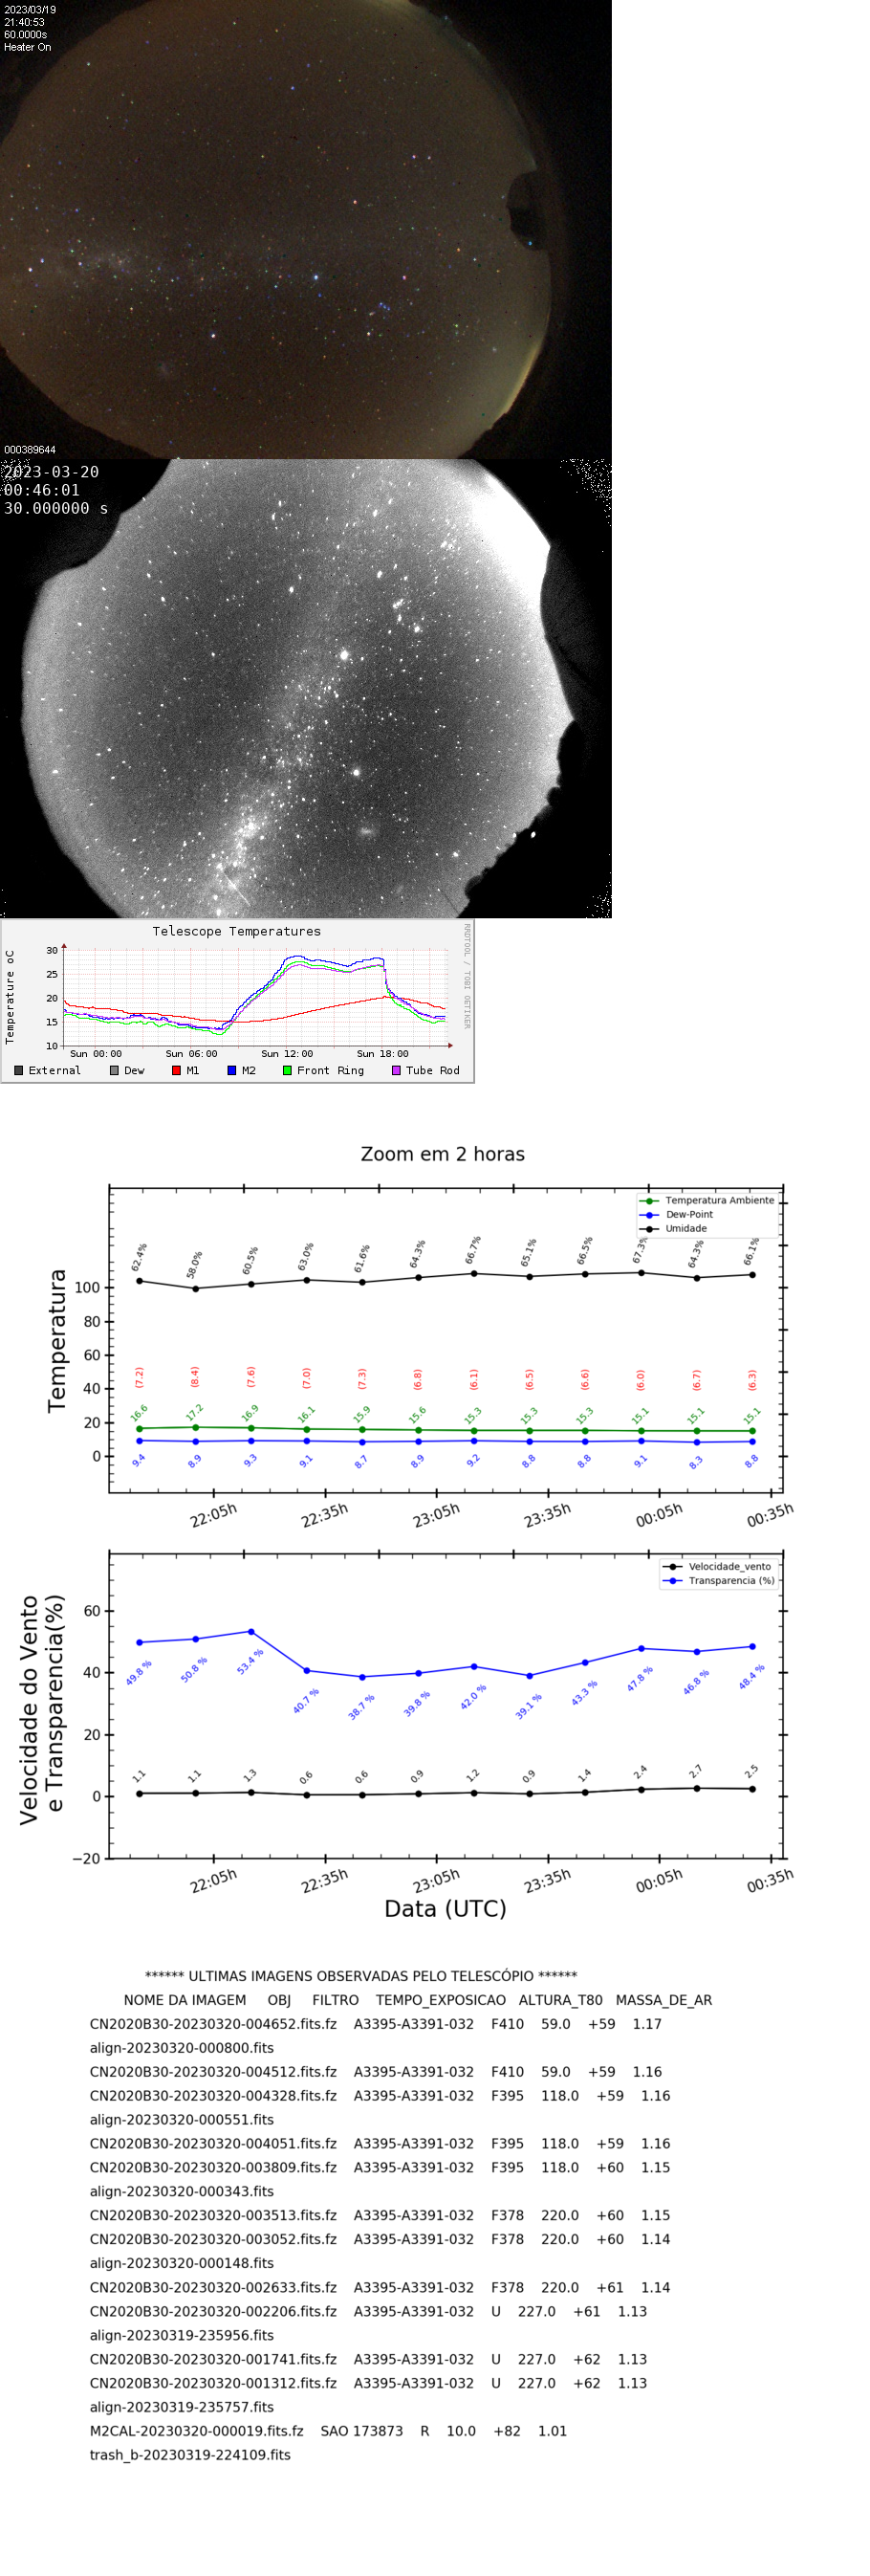 2023/03/19
21:40:53
60.0000s
Heater On
000389644
2023-03-20
00:46:01
30.000000 s
Telescope Temperatures
Temperature oC
30
25
20
15
10
Sun 00:00 Sun 06:00 Sun 12:00 Sun 18:00
External Dew M1 M2 Front Ring Tube Rod
RRDTOOL / TOBI OETIKER
Zoom em 2 horas
Temperatura
Temperatura Ambiente
Dew-Point
Umidade
100
80
60
40
20
0
62.4% 58.0% 60.5% 63.0% 61.6% 64.3% 66.7% 65.1% 66.5% 67.3% 64.3% 66.1%
(7.2) (8.4) (7.6) (7.0) (7.3) (6.8) (6.1) (6.5) (6.6) (6.0) (6.7) (6.3)
16.6 17.2 16.9 16.1 15.9 15.6 15.3 15.3 15.3 15.1 15.1 15.1
9.4 8.9 9.3 9.1 8.7 8.9 9.2 8.8 8.8 9.1 8.3 8.8
22:05h 22:35h 23:05h 23:35h 00:05h 00:35h
Velocidade do Vento
e Transparencia(%)
Velocidade_vento
Transparencia (%)
60
40
20
0
−20
49.8 % 50.8 % 53.4 % 40.7 % 38.7 % 39.8 % 42.0 % 39.1 % 43.3 % 47.8 % 46.8 % 48.4 %
1.1 1.1 1.3 0.6 0.6 0.9 1.2 0.9 1.4 2.4 2.7 2.5
22:05h 22:35h 23:05h 23:35h 00:05h 00:35h
Data (UTC)
****** ULTIMAS IMAGENS OBSERVADAS PELO TELESCÓPIO ******
NOME DA IMAGEM OBJ FILTRO TEMPO_EXPOSICAO ALTURA_T80 MASSA_DE_AR
CN2020B30-20230320-004652.fits.fz A3395-A3391-032 F410 59.0 +59 1.17
align-20230320-000800.fits
CN2020B30-20230320-004512.fits.fz A3395-A3391-032 F410 59.0 +59 1.16
CN2020B30-20230320-004328.fits.fz A3395-A3391-032 F395 118.0 +59 1.16
align-20230320-000551.fits
CN2020B30-20230320-004051.fits.fz A3395-A3391-032 F395 118.0 +59 1.16
CN2020B30-20230320-003809.fits.fz A3395-A3391-032 F395 118.0 +60 1.15
align-20230320-000343.fits
CN2020B30-20230320-003513.fits.fz A3395-A3391-032 F378 220.0 +60 1.15
CN2020B30-20230320-003052.fits.fz A3395-A3391-032 F378 220.0 +60 1.14
align-20230320-000148.fits
CN2020B30-20230320-002633.fits.fz A3395-A3391-032 F378 220.0 +61 1.14
CN2020B30-20230320-002206.fits.fz A3395-A3391-032 U 227.0 +61 1.13
align-20230319-235956.fits
CN2020B30-20230320-001741.fits.fz A3395-A3391-032 U 227.0 +62 1.13
CN2020B30-20230320-001312.fits.fz A3395-A3391-032 U 227.0 +62 1.13
align-20230319-235757.fits
M2CAL-20230320-000019.fits.fz SAO 173873 R 10.0 +82 1.01
trash_b-20230319-224109.fits